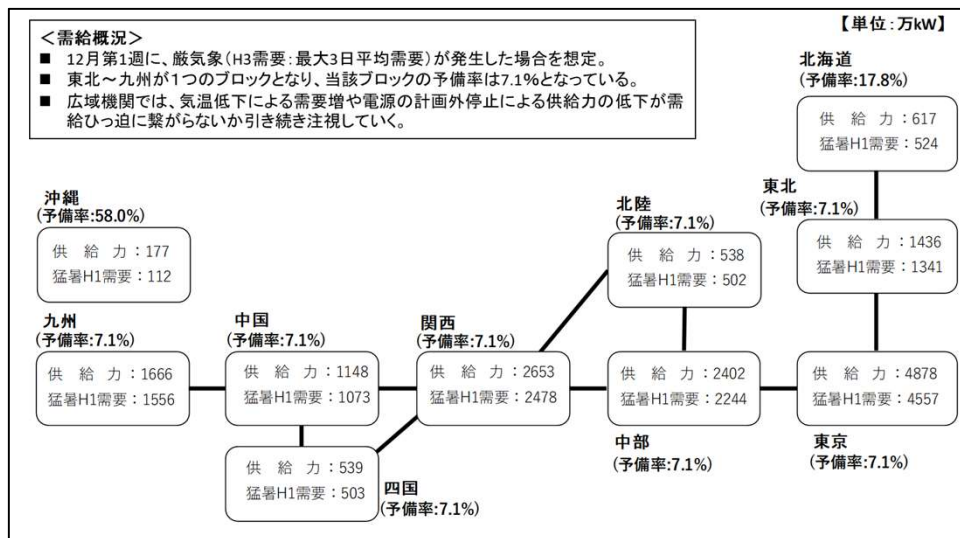 【単位:万kW】
<需給概況>
■ 12月第1週に、厳気象(H3需要:最大3日平均需要)が発生した場合を想定。
■ 東北～九州が1つのブロックとなり、当該ブロックの予備率は7.1%となっている。
■ 広域機関では、気温低下による需要増や電源の計画外停止による供給力の低下が需
給ひっ迫に繋がらないか引き続き注視していく。
北海道
(予備率:17.8%)
供 給 力:617
猛暑H1需要:524
東北
(予備率:7.1%)
供 給 力:1436
猛暑H1需要:1341
北陸
(予備率:7.1%)
供 給 力:538
猛暑H1需要:502
沖縄
(予備率:58.0%)
供 給 力:177
猛暑H1需要:112
九州
(予備率:7.1%)
供 給 力:1666
猛暑H1需要:1556
中国
(予備率:7.1%)
供 給 力:1148
猛暑H1需要:1073
関西
(予備率:7.1%)
供 給 力:2653
猛暑H1需要:2478
供 給 力:2402
猛暑H1需要:2244
中部
(予備率:7.1%)
供 給 力:4878
猛暑H1需要:4557
東京
(予備率:7.1%)
供 給 力:539
猛暑H1需要:503
四国
(予備率:7.1%)